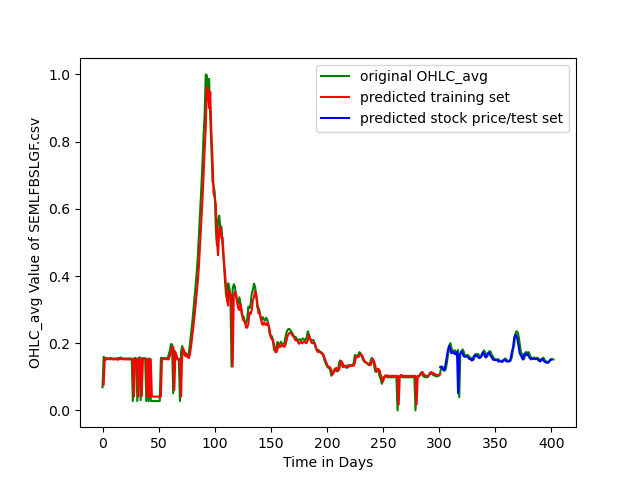 original OHLC_avg
predicted training set
predicted stock price/test set
OHLC_avg Value of SEMLFBSLGF.csv
1.0
0.8
0.6
0.4
0.2
0.0
0 50 100 150 200 250 300 350 400
Time in Days